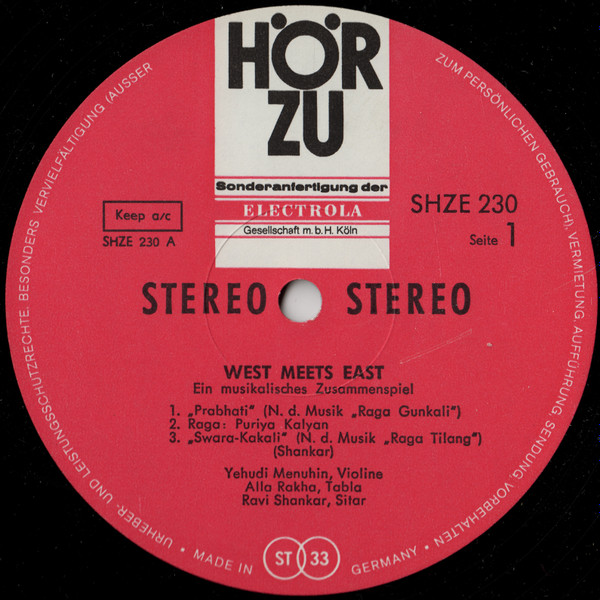 HÖR
ZU
Sonderanfertigung der
ELECTROLA
Gesellschaft m. b. H. Köln
Keep a/c
SHZE 230 A
SHZE 230
Seite 1
STEREO STEREO
WEST MEETS EAST
Ein musikalisches Zusammenspiel
1. „Prabhati" (N. d. Musik „Raga Gunkali")
2. Raga: Puriya Kalyan
3. „Swara-Kakali" (N. d. Musik „Raga Tilang")
(Shankar)
Yehudi Menuhin, Violine
Alla Rakha, Tabla
Ravi Shankar, Sitar
URHEBER- UND LEISTUNGSSCHUTZRECHTE, BESONDERS VERVIELFÄLTIGUNG (AUSSER
ZUM PERSÖNLICHEN GEBRAUCH), VERMIETUNG, AUFFÜHRUNG, SENDUNG, VORBEHALTEN
• MADE IN ST 33 GERMANY •